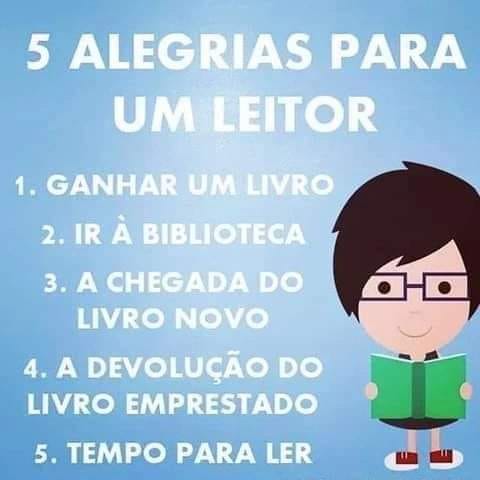 5 ALEGRIAS PARA
UM LEITOR
1. GANHAR UM LIVRO
2. IR À BIBLIOTECA
3. A CHEGADA DO
LIVRO NOVO
4. A DEVOLUÇÃO DO
LIVRO EMPRESTADO
5. TEMPO PARA LER